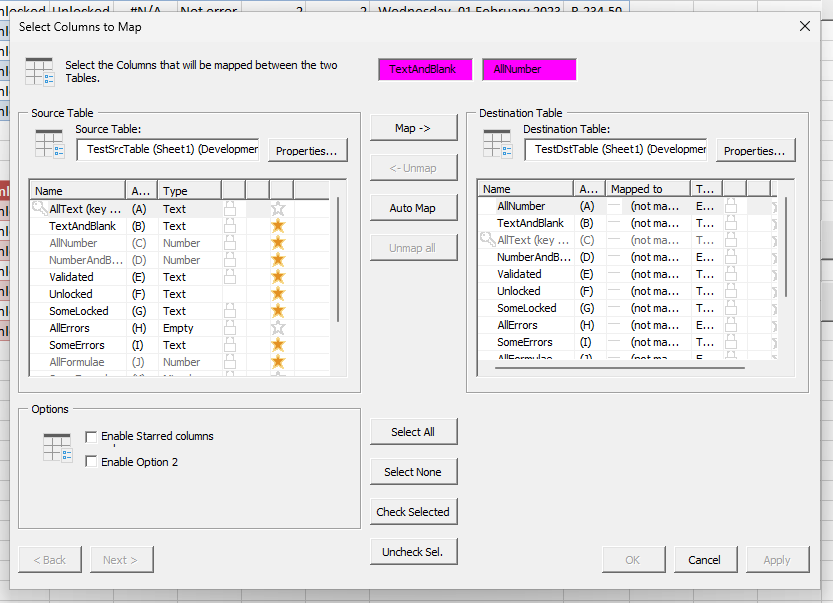 nlocked Unlocked #N/A Not error 2 2 Wednesday, 01 February 2023 R 234.50
Select Columns to Map
Select the Columns that will be mapped between the two
Tables.
TextAndBlank
AllNumber
Source Table
Source Table:
TestSrcTable (Sheet1) (Developmer
Properties...
Name A... Type
AllText (key ... (A) Text
TextAndBlank (B) Text
AllNumber (C) Number
NumberAndB... (D) Number
Validated (E) Text
Unlocked (F) Text
SomeLocked (G) Text
AllErrors (H) Empty
SomeErrors (I) Text
AllFormulae (J) Number
Map ->
<- Unmap
Auto Map
Unmap all
Destination Table
Destination Table:
TestDstTable (Sheet1) (Developmer
Properties...
Name A... Mapped to T...
AllNumber (A) (not ma... E...
TextAndBlank (B) (not ma... T...
AllText (key ... (C) (not ma... T...
NumberAndB... (D) (not ma... E...
Validated (E) (not ma... T...
Unlocked (F) (not ma... T...
SomeLocked (G) (not ma... T...
AllErrors (H) (not ma... E...
SomeErrors (I) (not ma... T...
AllFormulae (J) (not ma... E...
Options
Enable Starred columns
Enable Option 2
Select All
Select None
Check Selected
Uncheck Sel.
< Back
Next >
OK
Cancel
Apply